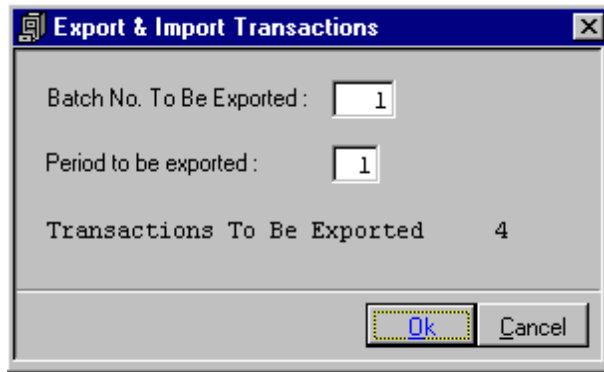 Export & Import Transactions
Batch No. To Be Exported : 1
Period to be exported : 1
Transactions To Be Exported 4
Ok Cancel